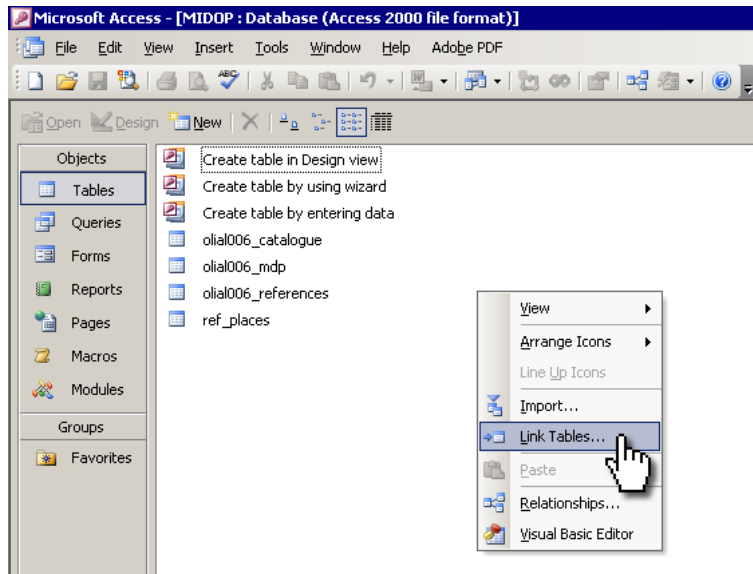 Microsoft Access - [MIDOP : Database (Access 2000 file format)]
File Edit View Insert Tools Window Help Adobe PDF
Open Design New
Objects
Tables
Queries
Forms
Reports
Pages
Macros
Modules
Groups
Favorites
Create table in Design view
Create table by using wizard
Create table by entering data
olial006_catalogue
olial006_mdp
olial006_references
ref_places
View
Arrange Icons
Line Up Icons
Import...
Link Tables...
Paste
Relationships...
Visual Basic Editor